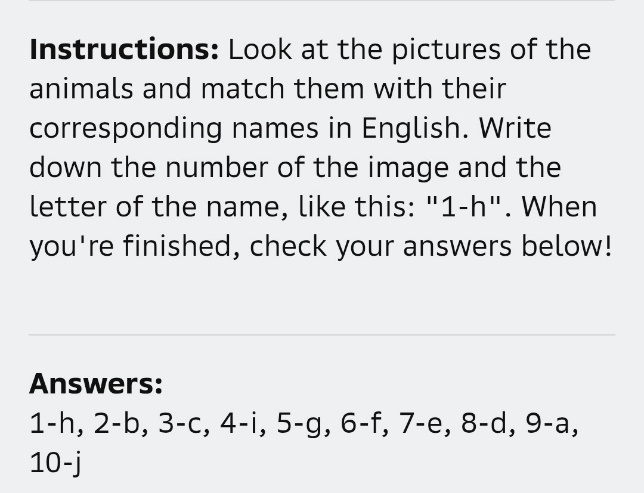 Instructions: Look at the pictures of the
animals and match them with their
corresponding names in English. Write
down the number of the image and the
letter of the name, like this: "1-h". When
you're finished, check your answers below!
Answers:
1-h, 2-b, 3-c, 4-i, 5-g, 6-f, 7-e, 8-d, 9-a,
10-j